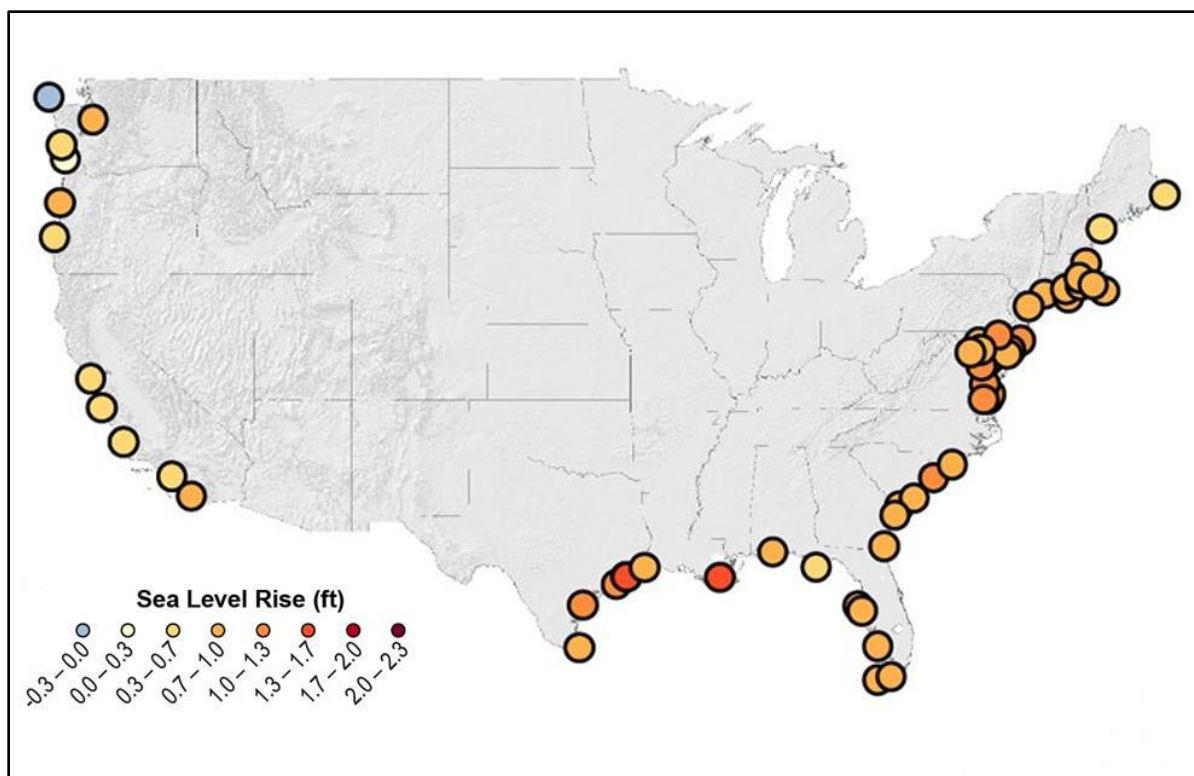 Sea Level Rise (ft)
-0.3 – 0.0
0.0 – 0.3
0.3 – 0.7
0.7 – 1.0
1.0 – 1.3
1.3 – 1.7
1.7 – 2.0
2.0 – 2.3